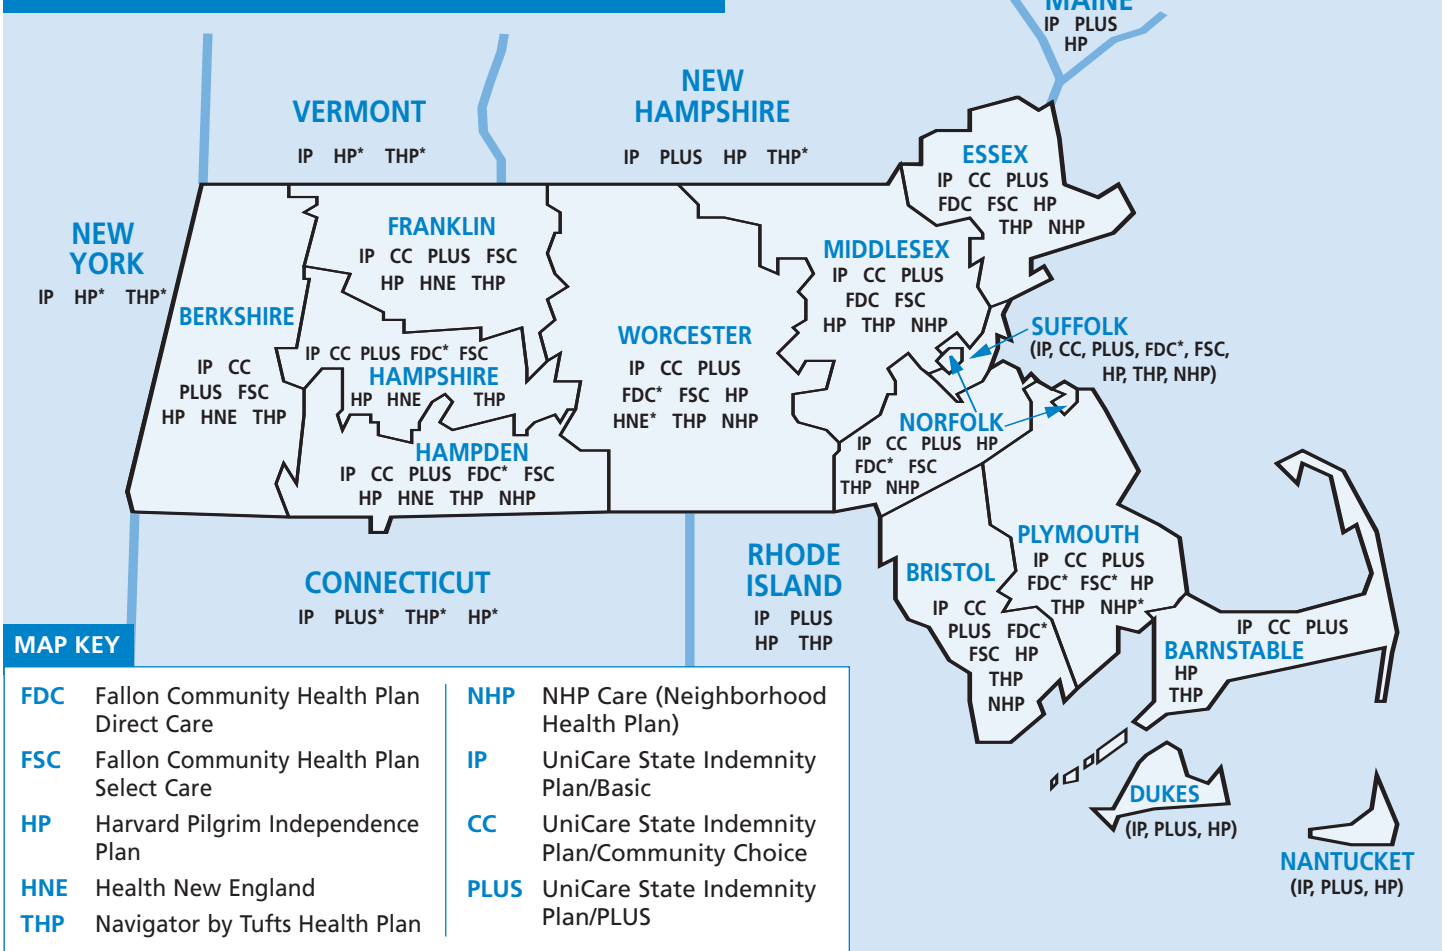 MAINE
IP PLUS
HP
NEW
HAMPSHIRE
IP PLUS HP THP*
VERMONT
IP HP* THP*
ESSEX
IP CC PLUS
FDC FSC HP
THP NHP
NEW
YORK
IP HP* THP*
FRANKLIN
IP CC PLUS FSC
HP HNE THP
MIDDLESEX
IP CC PLUS
FDC FSC
HP THP NHP
BERKSHIRE
IP CC
PLUS FSC
HP HNE THP
IP CC PLUS FDC* FSC
HAMPSHIRE
HP HNE THP
WORCESTER
IP CC PLUS
FDC* FSC HP
HNE* THP NHP
SUFFOLK
(IP, CC, PLUS, FDC*, FSC,
HP, THP, NHP)
NORFOLK
IP CC PLUS HP
FDC* FSC
THP NHP
HAMPDEN
IP CC PLUS FDC* FSC
HP HNE THP NHP
CONNECTICUT
IP PLUS* THP* HP*
RHODE
ISLAND
IP PLUS
HP THP
BRISTOL
IP CC
PLUS FDC*
FSC HP
THP
NHP
PLYMOUTH
IP CC PLUS
FDC* FSC* HP
THP NHP*
IP CC PLUS
BARNSTABLE
HP
THP
DUKES
(IP, PLUS, HP)
NANTUCKET
(IP, PLUS, HP)
MAP KEY
FDC Fallon Community Health Plan
Direct Care
FSC Fallon Community Health Plan
Select Care
HP Harvard Pilgrim Independence
Plan
HNE Health New England
THP Navigator by Tufts Health Plan
NHP NHP Care (Neighborhood
Health Plan)
IP UniCare State Indemnity
Plan/Basic
CC UniCare State Indemnity
Plan/Community Choice
PLUS UniCare State Indemnity
Plan/PLUS